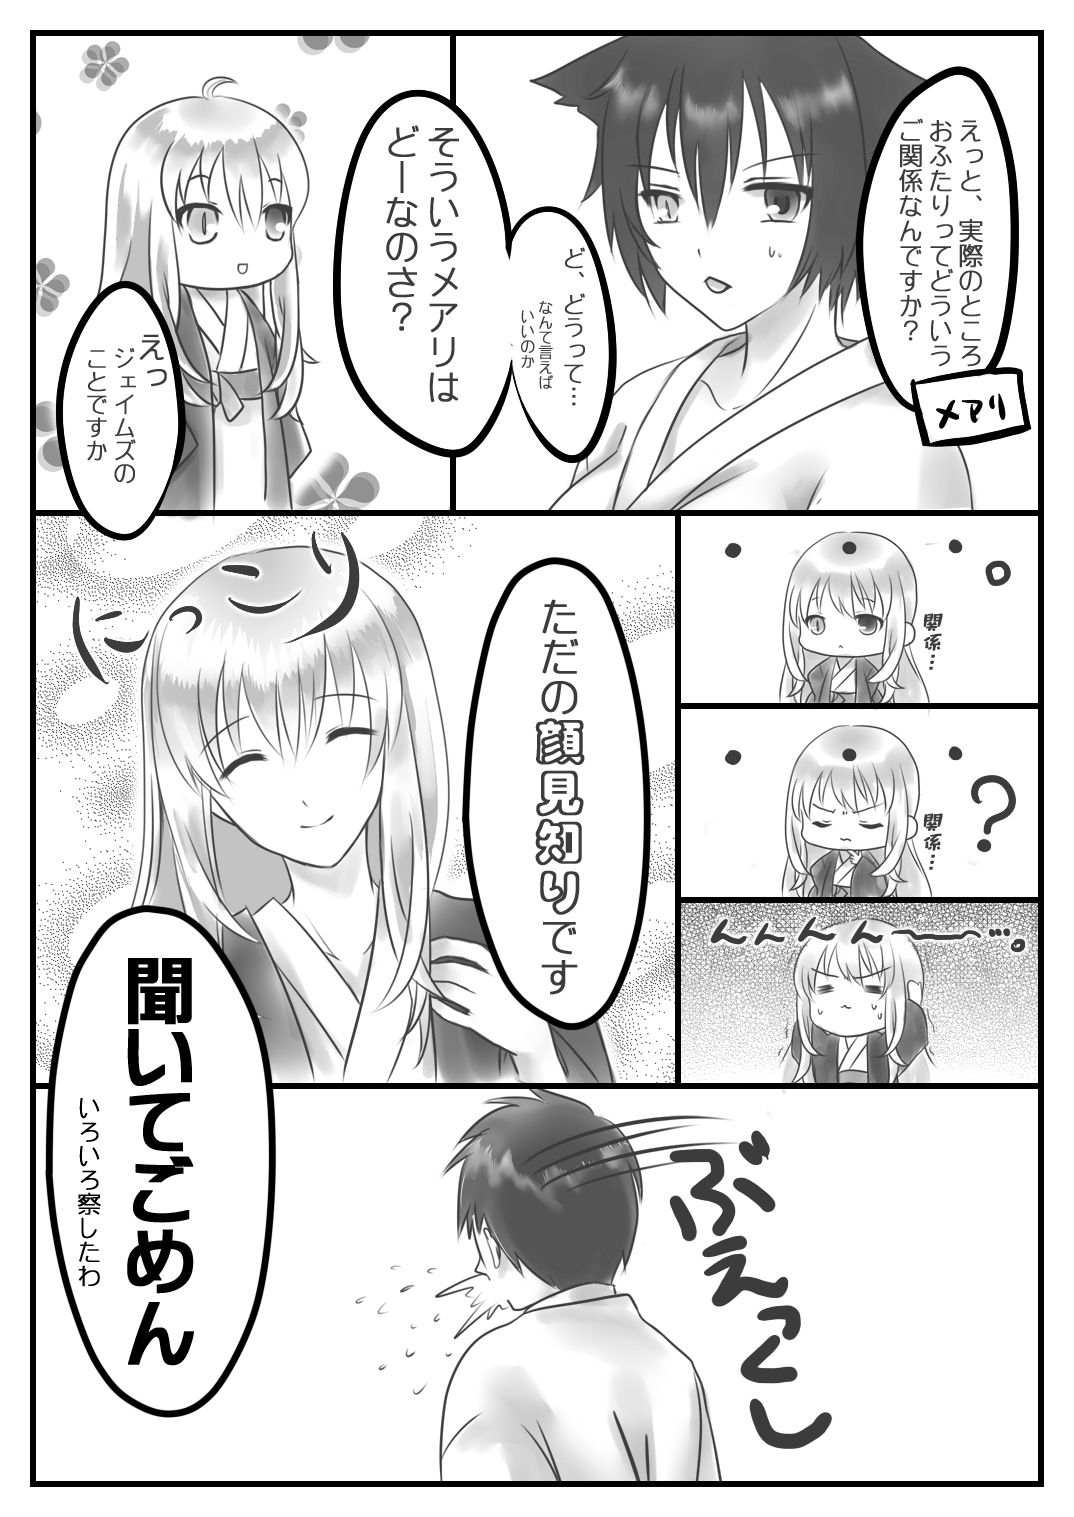 えっと、実際のところ
おふたりってどういう
ご関係なんですか？
メアリ
ど、どうって…
なんて言えば
いいのか
そういうメアリは
どーなのさ？
えっ
ジェイムズの
ことですか
・・・。
関係…
・・・？
関係…
んんんん～～…。
ただの顔見知りです
にっこり
ぶえっくし
聞いてごめん
いろいろ察したわ